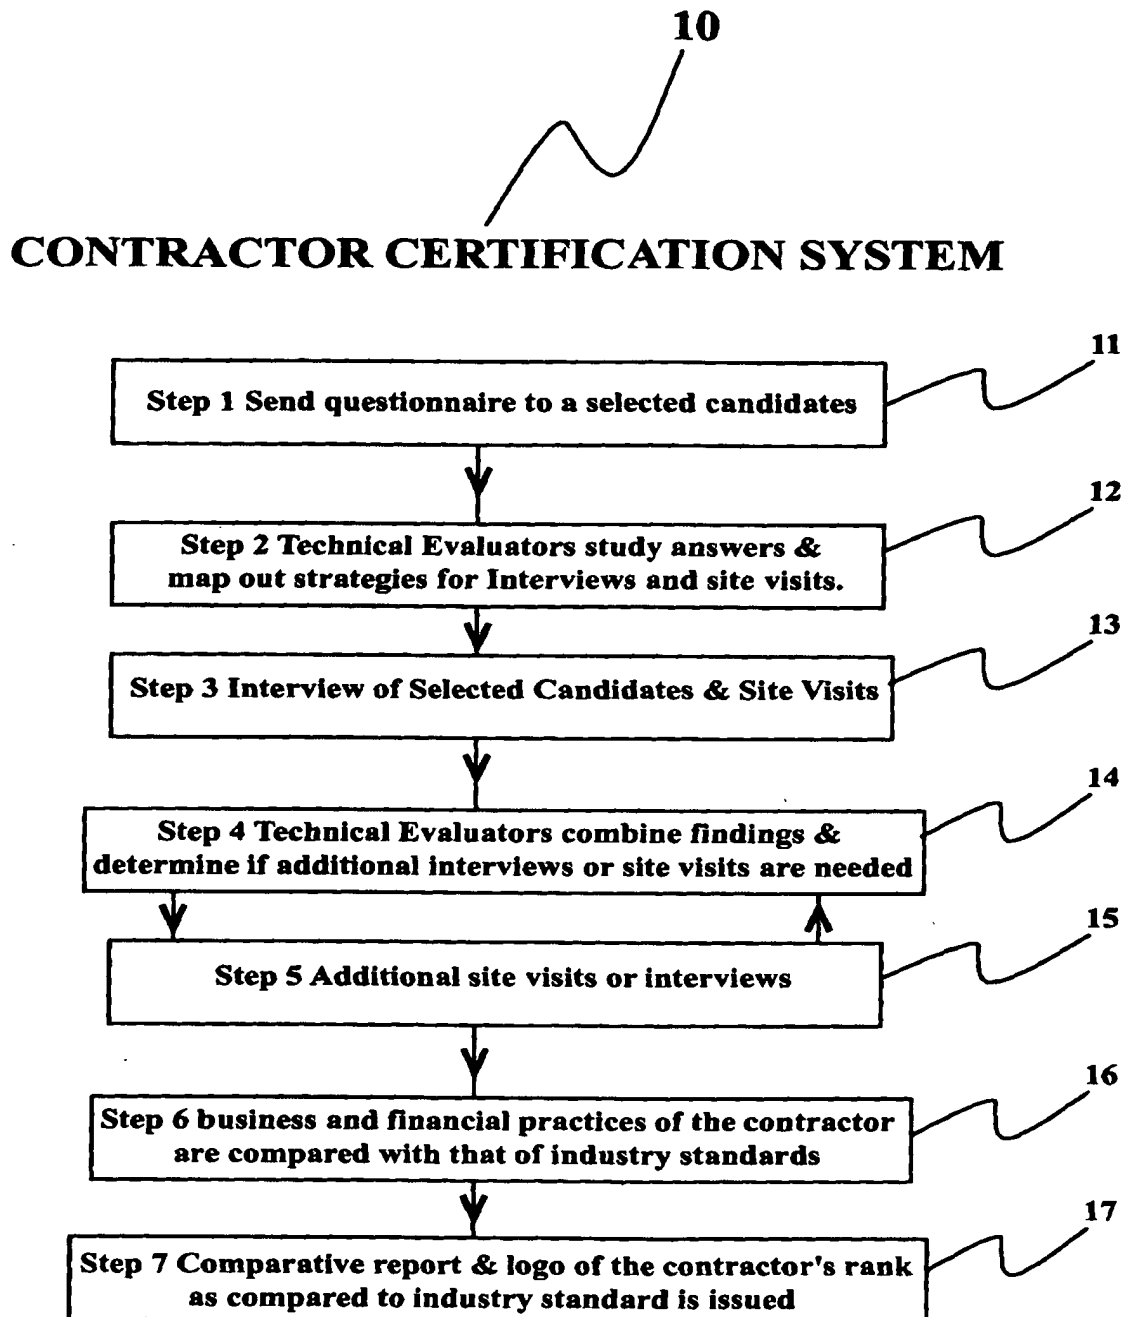 10
CONTRACTOR CERTIFICATION SYSTEM
11
Step 1 Send questionnaire to a selected candidates
12
Step 2 Technical Evaluators study answers &
map out strategies for Interviews and site visits.
13
Step 3 Interview of Selected Candidates & Site Visits
14
Step 4 Technical Evaluators combine findings &
determine if additional interviews or site visits are needed
15
Step 5 Additional site visits or interviews
16
Step 6 business and financial practices of the contractor
are compared with that of industry standards
17
Step 7 Comparative report & logo of the contractor's rank
as compared to industry standard is issued